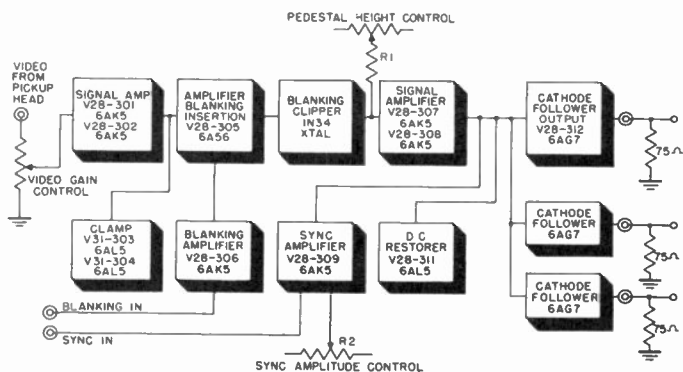 PEDESTAL HEIGHT CONTROL
R1
VIDEO
FROM
PICKUP
HEAD
VIDEO GAIN
CONTROL
SIGNAL AMP
V28-301
6AK5
V28-302
6AK5
AMPLIFIER
BLANKING
INSERTION
V28-305
6AS6
BLANKING
CLIPPER
IN34
XTAL
SIGNAL
AMPLIFIER
V28-307
6AK5
V28-308
6AK5
CATHODE
FOLLOWER
OUTPUT
V28-312
6AG7
75Ω
CLAMP
V31-303
6AL5
V31-304
6AL5
BLANKING
AMPLIFIER
V28-306
6AK5
SYNC
AMPLIFIER
V28-309
6AK5
DC
RESTORER
V28-311
6AL5
CATHODE
FOLLOWER
6AG7
75Ω
CATHODE
FOLLOWER
6AG7
75Ω
BLANKING IN
SYNC IN
R2
SYNC AMPLITUDE CONTROL